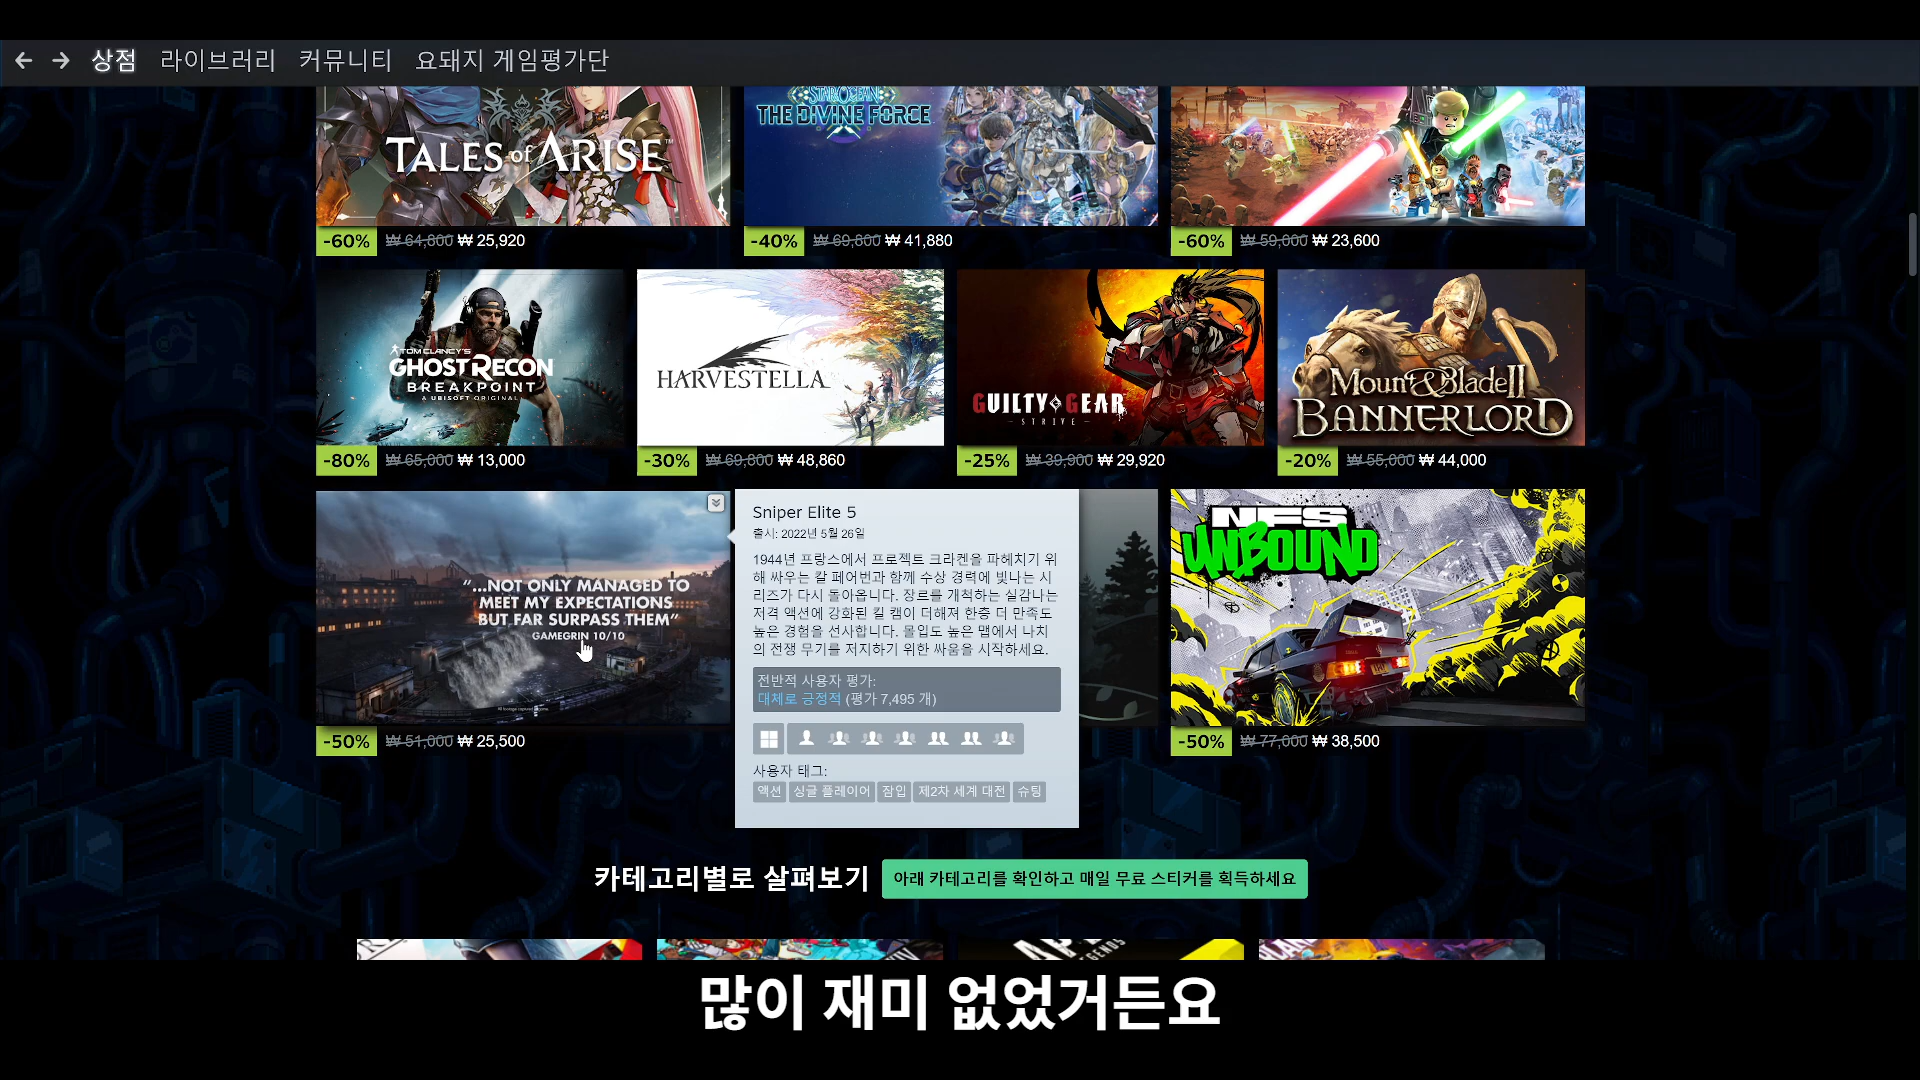 상점 라이브러리 커뮤니티 요돼지 게임평가단
TALES of ARISE
STAR OCEAN
THE DIVINE FORCE
-60% ₩ 64,800 ₩ 25,920
-40% ₩ 69,800 ₩ 41,880
-60% ₩ 59,000 ₩ 23,600
TOM CLANCY'S
GHOST RECON
BREAKPOINT
A UBISOFT ORIGINAL
HARVESTELLA
GUILTY GEAR
- STRIVE -
Mount & Blade II
BANNERLORD
-80% ₩ 65,000 ₩ 13,000
-30% ₩ 69,800 ₩ 48,860
-25% ₩ 39,900 ₩ 29,920
-20% ₩ 55,000 ₩ 44,000
“...NOT ONLY MANAGED TO
MEET MY EXPECTATIONS
BUT FAR SURPASS THEM”
GAMEGRIN 10/10
-50% ₩ 51,000 ₩ 25,500
Sniper Elite 5
출시: 2022년 5월 26일
1944년 프랑스에서 프로젝트 크라켄을 파헤치기 위
해 싸우는 칼 페어번과 함께 수상 경력에 빛나는 시
리즈가 다시 돌아옵니다. 장르를 개척하는 실감나는
저격 액션에 강화된 킬 캠이 더해져 한층 더 만족도
높은 경험을 선사합니다. 몰입도 높은 맵에서 나치
의 전쟁 무기를 저지하기 위한 싸움을 시작하세요.
전반적 사용자 평가:
대체로 긍정적 (평가 7,495 개)
사용자 태그:
액션 싱글 플레이어 잠입 제2차 세계 대전 슈팅
NFS
UNBOUND
-50% ₩ 77,000 ₩ 38,500
카테고리별로 살펴보기 아래 카테고리를 확인하고 매일 무료 스티커를 획득하세요
많이 재미 없었거든요